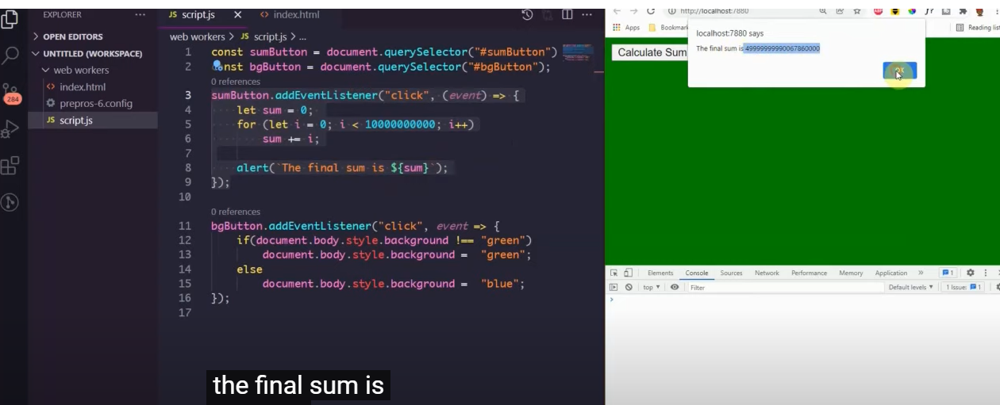 EXPLORER
···
JS script.js ×
<> index.html
OPEN EDITORS
UNTITLED (WORKSPACE)
web workers
<> index.html
prepros-6.config
JS script.js
284
web workers > JS script.js > ...
1 const sumButton = document.querySelector("#sumButton")
2 nst bgButton = document.querySelector("#bgButton");
0 references
3 sumButton.addEventListener("click", (event) => {
4 let sum = 0;
5 for (let i = 0; i < 10000000000; i++)
6 sum += i;
7
8 alert(`The final sum is ${sum}`);
9 });
10
0 references
11 bgButton.addEventListener("click", event => {
12 if(document.body.style.background !== "green")
13 document.body.style.background = "green";
14 else
15 document.body.style.background = "blue";
16 });
17
the final sum is
http://localhost:7880
Apps
Bookmar
Reading list
localhost:7880 says
The final sum is 49999999990067860000
OK
Calculate Sum
Elements Console Sources Network Performance Memory Application » 1
top ▾ Filter Default levels ▾ 1 Issue: 1